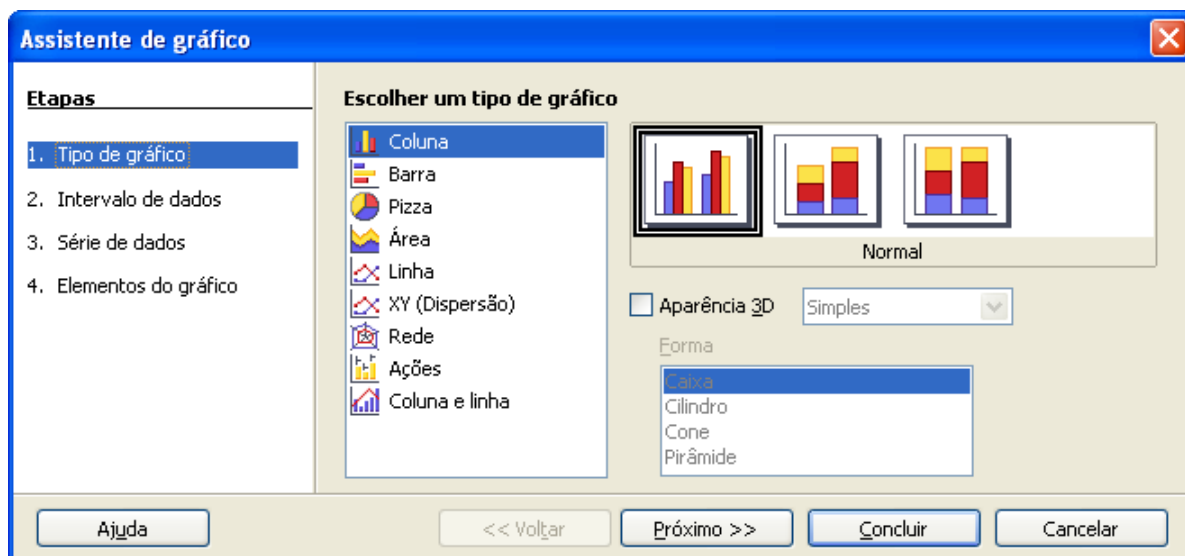 Assistente de gráfico
Etapas
1. Tipo de gráfico
2. Intervalo de dados
3. Série de dados
4. Elementos do gráfico
Escolher um tipo de gráfico
Coluna
Barra
Pizza
Área
Linha
XY (Dispersão)
Rede
Ações
Coluna e linha
Normal
Aparência 3D
Simples
Forma
Caixa
Cilindro
Cone
Pirâmide
Ajuda
<< Voltar
Próximo >>
Concluir
Cancelar